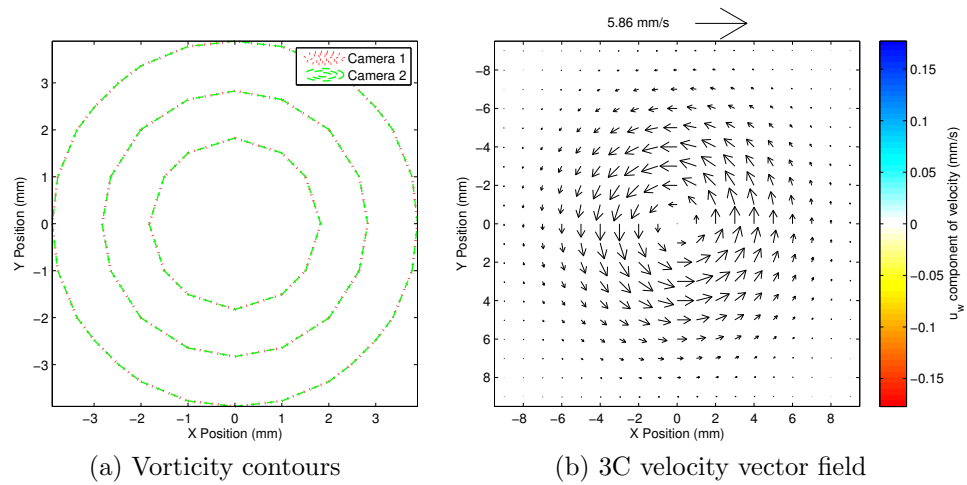 5.86 mm/s
Camera 1
Camera 2
3
2
1
0
−1
−2
−3
Y Position (mm)
−3 −2 −1 0 1 2 3
X Position (mm)
(a) Vorticity contours
−8
−6
−4
−2
0
2
4
6
8
Y Position (mm)
−8 −6 −4 −2 0 2 4 6 8
X Position (mm)
0.15
0.1
0.05
0
−0.05
−0.1
−0.15
u_w component of velocity (mm/s)
(b) 3C velocity vector field